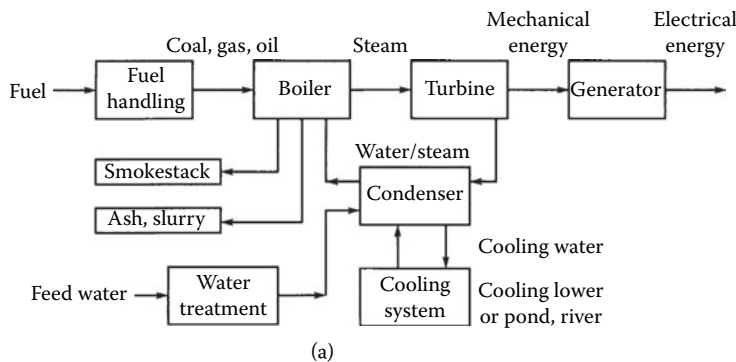 Coal, gas, oil
Steam
Mechanical
energy
Electrical
energy
Fuel
Fuel
handling
Boiler
Turbine
Generator
Smokestack
Water/steam
Condenser
Ash, slurry
Cooling water
Feed water
Water
treatment
Cooling
system
Cooling lower
or pond, river
(a)